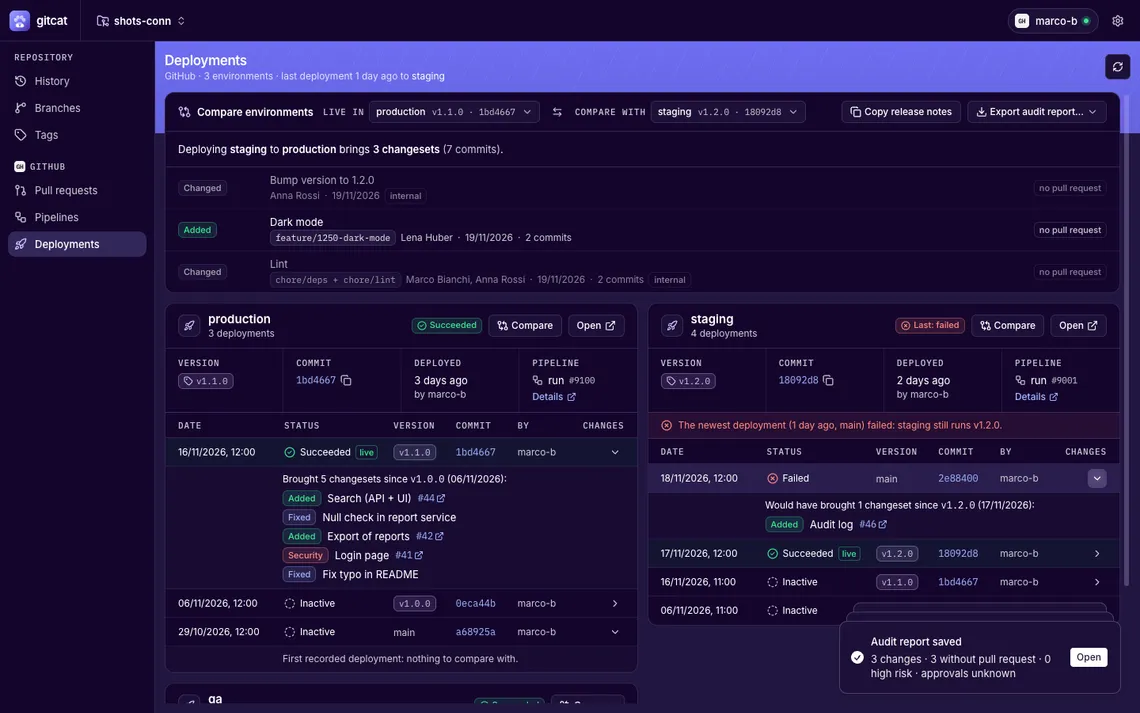 gitcat
shots-conn
GH marco-b
REPOSITORY
History
Branches
Tags
GH GITHUB
Pull requests
Pipelines
Deployments
Deployments
GitHub · 3 environments · last deployment 1 day ago to staging
Compare environments LIVE IN production v1.1.0 · 1bd4667 COMPARE WITH staging v1.2.0 · 18092d8 Copy release notes Export audit report...
Deploying staging to production brings 3 changesets (7 commits).
Changed Bump version to 1.2.0 no pull request
Anna Rossi · 19/11/2026 internal
Added Dark mode no pull request
feature/1250-dark-mode Lena Huber · 19/11/2026 · 2 commits
Changed Lint no pull request
chore/deps + chore/lint Marco Bianchi, Anna Rossi · 19/11/2026 · 2 commits internal
production Succeeded Compare Open
3 deployments
VERSION COMMIT DEPLOYED PIPELINE
v1.1.0 1bd4667 3 days ago run #9100
by marco-b Details
DATE STATUS VERSION COMMIT BY CHANGES
16/11/2026, 12:00 Succeeded live v1.1.0 1bd4667 marco-b
Brought 5 changesets since v1.0.0 (06/11/2026):
Added Search (API + UI) #44
Fixed Null check in report service
Added Export of reports #42
Security Login page #41
Fixed Fix typo in README
06/11/2026, 12:00 Inactive v1.0.0 0eca44b marco-b
29/10/2026, 12:00 Inactive main a68925a marco-b
First recorded deployment: nothing to compare with.
qa
staging Last: failed Compare Open
4 deployments
VERSION COMMIT DEPLOYED PIPELINE
v1.2.0 18092d8 2 days ago run #9001
by marco-b Details
The newest deployment (1 day ago, main) failed: staging still runs v1.2.0.
DATE STATUS VERSION COMMIT BY CHANGES
18/11/2026, 12:00 Failed main 2e88400 marco-b
Would have brought 1 changeset since v1.2.0 (17/11/2026):
Added Audit log #46
17/11/2026, 12:00 Succeeded live v1.2.0 18092d8 marco-b
16/11/2026, 11:00 Inactive v1.1.0 1bd4667 marco-b
06/11/2026, 11:00 Inactive
Audit report saved
3 changes · 3 without pull request · 0
high risk · approvals unknown
Open